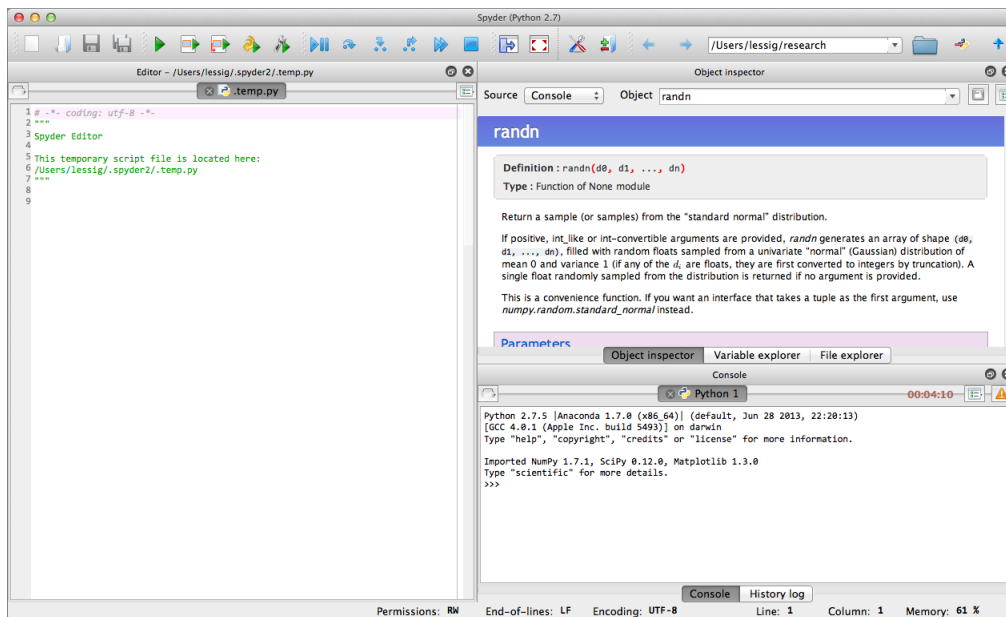 Spyder (Python 2.7)
/Users/lessig/research
Editor – /Users/lessig/.spyder2/.temp.py
.temp.py
1 # -*- coding: utf-8 -*-
2 """
3 Spyder Editor
4
5 This temporary script file is located here:
6 /Users/lessig/.spyder2/.temp.py
7 """
8
9
Object inspector
Source Console Object randn
randn
Definition : randn(d0, d1, ..., dn)
Type : Function of None module
Return a sample (or samples) from the “standard normal” distribution.
If positive, int_like or int-convertible arguments are provided, randn generates an array of shape (d0,
d1, ..., dn), filled with random floats sampled from a univariate “normal” (Gaussian) distribution of
mean 0 and variance 1 (if any of the d_i are floats, they are first converted to integers by truncation). A
single float randomly sampled from the distribution is returned if no argument is provided.
This is a convenience function. If you want an interface that takes a tuple as the first argument, use
numpy.random.standard_normal instead.
Parameters
Object inspector Variable explorer File explorer
Console
Python 1 00:04:10
Python 2.7.5 |Anaconda 1.7.0 (x86_64)| (default, Jun 28 2013, 22:20:13)
[GCC 4.0.1 (Apple Inc. build 5493)] on darwin
Type "help", "copyright", "credits" or "license" for more information.
Imported NumPy 1.7.1, SciPy 0.12.0, Matplotlib 1.3.0
Type "scientific" for more details.
>>>
Console History log
Permissions: RW End-of-lines: LF Encoding: UTF-8 Line: 1 Column: 1 Memory: 61 %